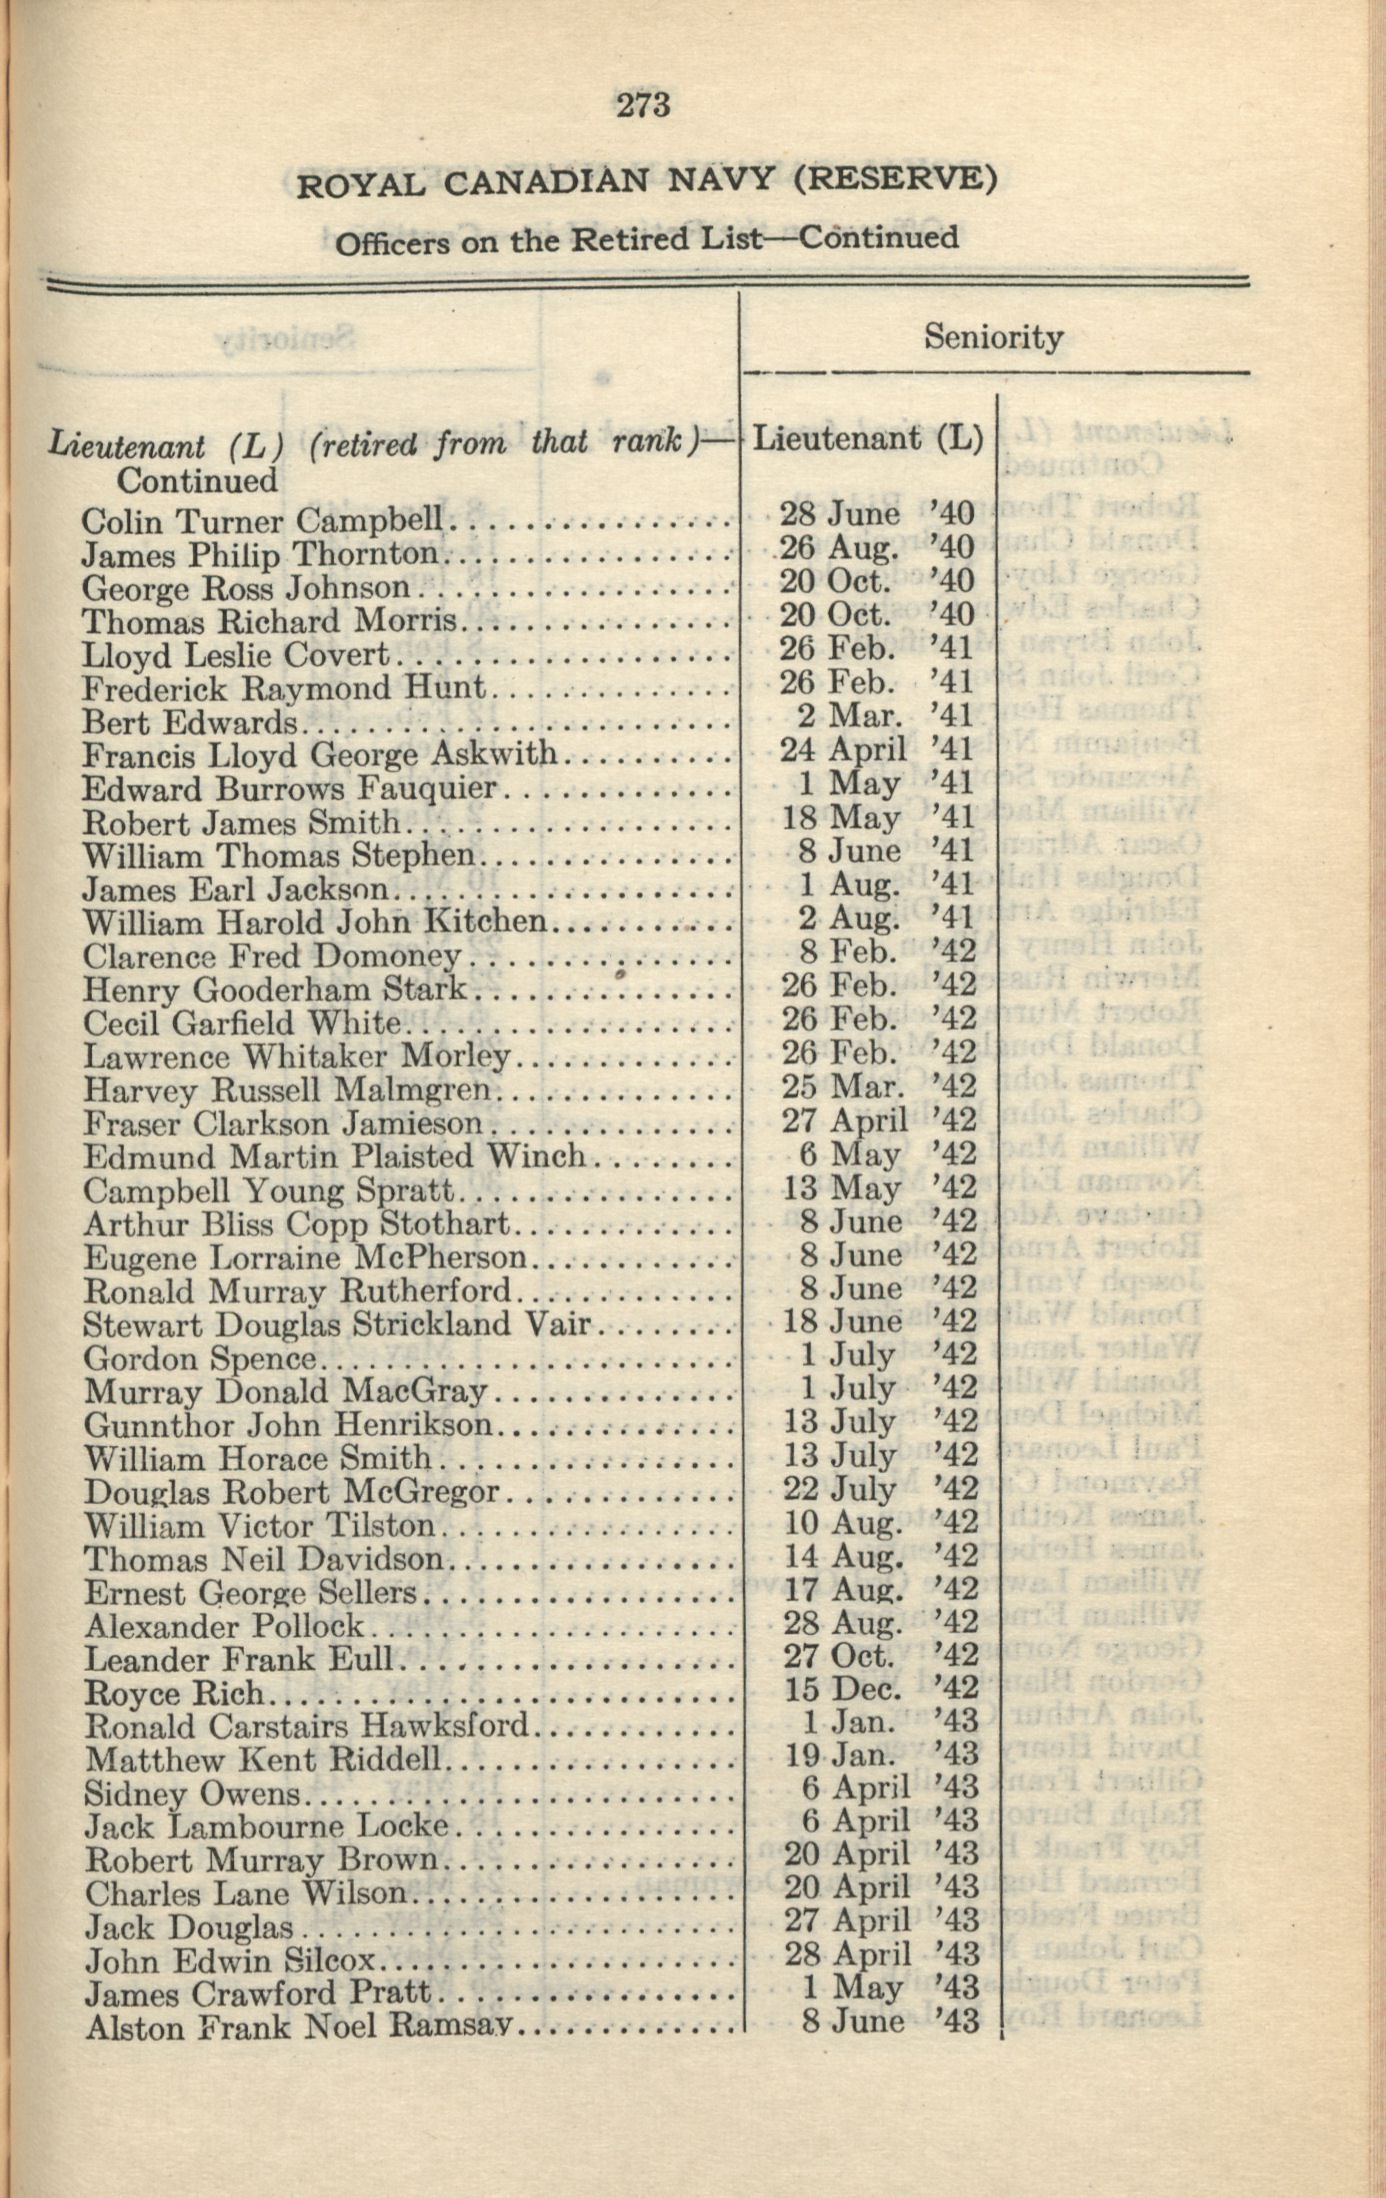 273
ROYAL CANADIAN NAVY (RESERVE)
Officers on the Retired List—Continued
Seniority
Lieutenant (L) (retired from that rank)— Lieutenant (L)
Continued
Colin Turner Campbell 28 June '40
James Philip Thornton 26 Aug. '40
George Ross Johnson 20 Oct. '40
Thomas Richard Morris 20 Oct. '40
Lloyd Leslie Covert 26 Feb. '41
Frederick Raymond Hunt 26 Feb. '41
Bert Edwards 2 Mar. '41
Francis Lloyd George Askwith 24 April '41
Edward Burrows Fauquier 1 May '41
Robert James Smith 18 May '41
William Thomas Stephen 8 June '41
James Earl Jackson 1 Aug. '41
William Harold John Kitchen 2 Aug. '41
Clarence Fred Domoney 8 Feb. '42
Henry Gooderham Stark 26 Feb. '42
Cecil Garfield White 26 Feb. '42
Lawrence Whitaker Morley 26 Feb. '42
Harvey Russell Malmgren 25 Mar. '42
Fraser Clarkson Jamieson 27 April '42
Edmund Martin Plaisted Winch 6 May '42
Campbell Young Spratt 13 May '42
Arthur Bliss Copp Stothart 8 June '42
Eugene Lorraine McPherson 8 June '42
Ronald Murray Rutherford 8 June '42
Stewart Douglas Strickland Vair 18 June '42
Gordon Spence 1 July '42
Murray Donald MacGray 1 July '42
Gunnthor John Henrikson 13 July '42
William Horace Smith 13 July '42
Douglas Robert McGregor 22 July '42
William Victor Tilston 10 Aug. '42
Thomas Neil Davidson 14 Aug. '42
Ernest George Sellers 17 Aug. '42
Alexander Pollock 28 Aug. '42
Leander Frank Eull 27 Oct. '42
Royce Rich 15 Dec. '42
Ronald Carstairs Hawksford 1 Jan. '43
Matthew Kent Riddell 19 Jan. '43
Sidney Owens 6 April '43
Jack Lambourne Locke 6 April '43
Robert Murray Brown 20 April '43
Charles Lane Wilson 20 April '43
Jack Douglas 27 April '43
John Edwin Silcox 28 April '43
James Crawford Pratt 1 May '43
Alston Frank Noel Ramsay 8 June '43